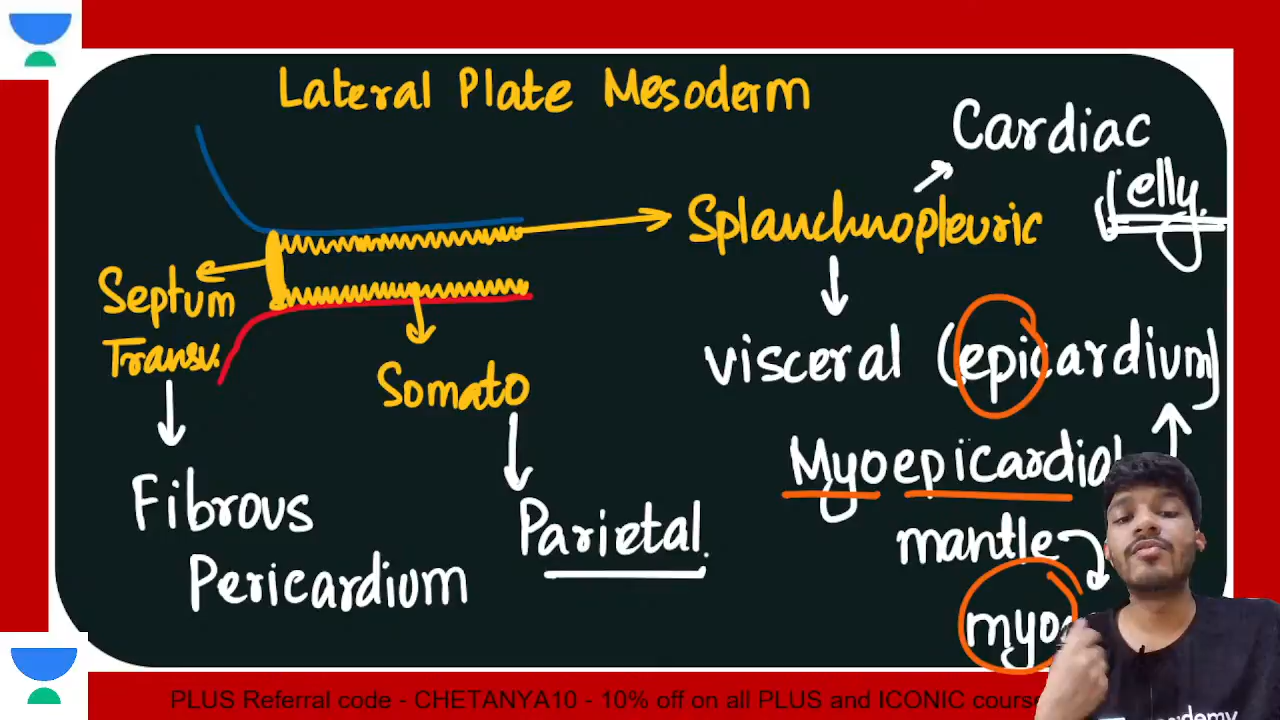 Lateral Plate Mesoderm
Cardiac
Jelly.
Splanchnopleuric
Septum
Transv.
Somato
visceral (epicardium)
Fibrous
Pericardium
Parietal.
Myoepicardial
mantle
myo
PLUS Referral code - CHETANYA10 - 10% off on all PLUS and ICONIC course